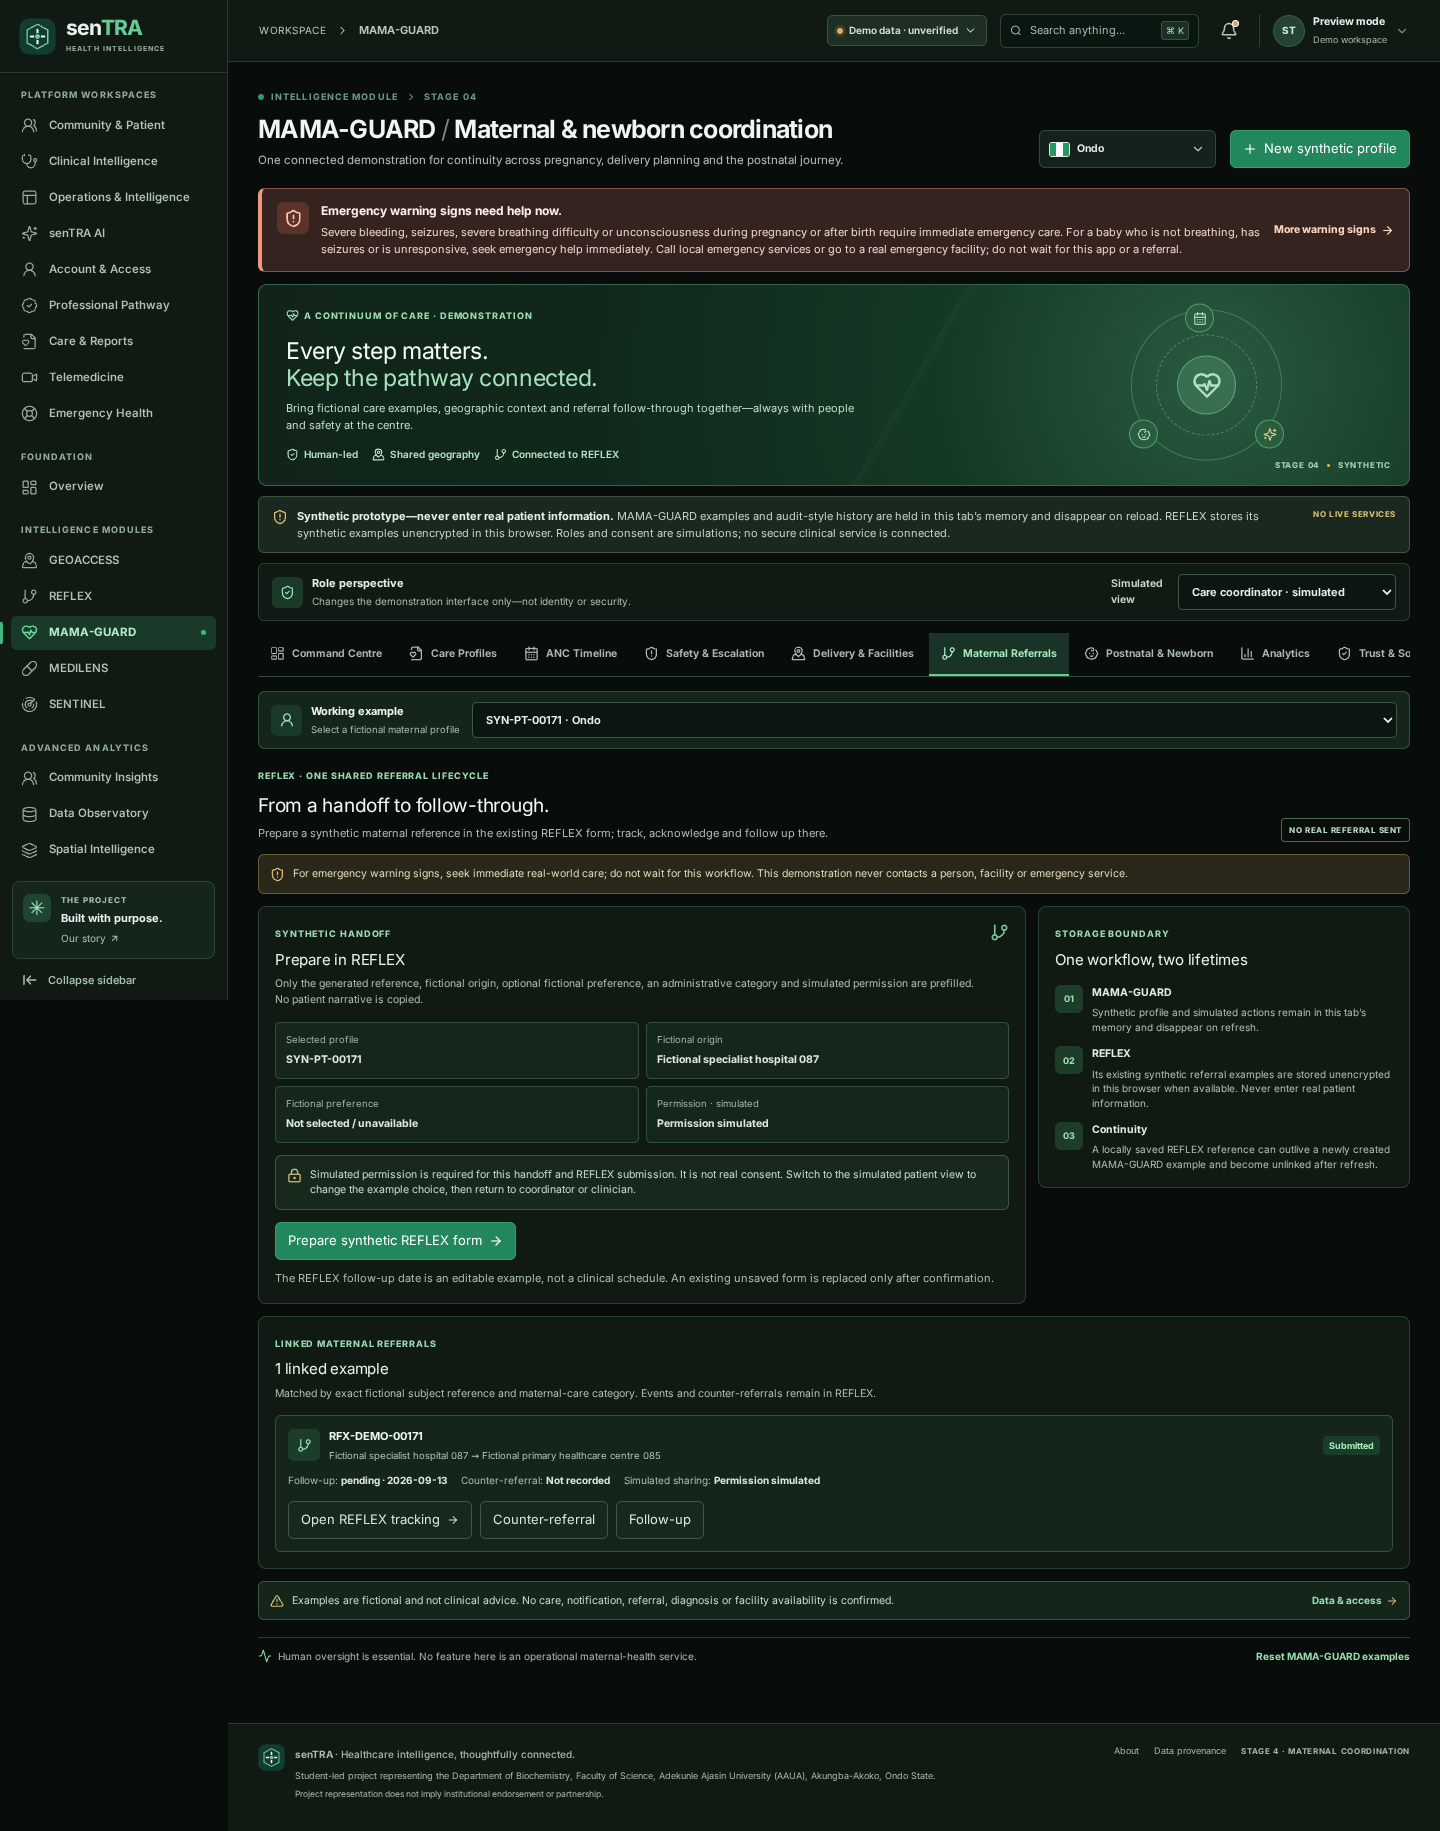 senTRA
HEALTH INTELLIGENCE
PLATFORM WORKSPACES
Community & Patient
Clinical Intelligence
Operations & Intelligence
senTRA AI
Account & Access
Professional Pathway
Care & Reports
Telemedicine
Emergency Health
FOUNDATION
Overview
INTELLIGENCE MODULES
GEOACCESS
REFLEX
MAMA-GUARD
MEDILENS
SENTINEL
ADVANCED ANALYTICS
Community Insights
Data Observatory
Spatial Intelligence
THE PROJECT
Built with purpose.
Our story
Collapse sidebar
WORKSPACE > MAMA-GUARD
Demo data · unverified
Search anything...
⌘ K
ST
Preview mode
Demo workspace
INTELLIGENCE MODULE > STAGE 04
MAMA-GUARD / Maternal & newborn coordination
One connected demonstration for continuity across pregnancy, delivery planning and the postnatal journey.
Ondo
New synthetic profile
Emergency warning signs need help now.
Severe bleeding, seizures, severe breathing difficulty or unconsciousness during pregnancy or after birth require immediate emergency care. For a baby who is not breathing, has
seizures or is unresponsive, seek emergency help immediately. Call local emergency services or go to a real emergency facility; do not wait for this app or a referral.
More warning signs →
A CONTINUUM OF CARE · DEMONSTRATION
Every step matters.
Keep the pathway connected.
Bring fictional care examples, geographic context and referral follow-through together—always with people
and safety at the centre.
Human-led
Shared geography
Connected to REFLEX
STAGE 04 • SYNTHETIC
Synthetic prototype—never enter real patient information. MAMA-GUARD examples and audit-style history are held in this tab's memory and disappear on reload. REFLEX stores its
synthetic examples unencrypted in this browser. Roles and consent are simulations; no secure clinical service is connected.
NO LIVE SERVICES
Role perspective
Changes the demonstration interface only—not identity or security.
Simulated
view
Care coordinator · simulated
Command Centre
Care Profiles
ANC Timeline
Safety & Escalation
Delivery & Facilities
Maternal Referrals
Postnatal & Newborn
Analytics
Trust & So
Working example
Select a fictional maternal profile
SYN-PT-00171 · Ondo
REFLEX · ONE SHARED REFERRAL LIFECYCLE
From a handoff to follow-through.
Prepare a synthetic maternal reference in the existing REFLEX form; track, acknowledge and follow up there.
NO REAL REFERRAL SENT
For emergency warning signs, seek immediate real-world care; do not wait for this workflow. This demonstration never contacts a person, facility or emergency service.
SYNTHETIC HANDOFF
Prepare in REFLEX
Only the generated reference, fictional origin, optional fictional preference, an administrative category and simulated permission are prefilled.
No patient narrative is copied.
Selected profile
SYN-PT-00171
Fictional origin
Fictional specialist hospital 087
Fictional preference
Not selected / unavailable
Permission · simulated
Permission simulated
Simulated permission is required for this handoff and REFLEX submission. It is not real consent. Switch to the simulated patient view to
change the example choice, then return to coordinator or clinician.
Prepare synthetic REFLEX form →
The REFLEX follow-up date is an editable example, not a clinical schedule. An existing unsaved form is replaced only after confirmation.
STORAGE BOUNDARY
One workflow, two lifetimes
01
MAMA-GUARD
Synthetic profile and simulated actions remain in this tab's
memory and disappear on refresh.
02
REFLEX
Its existing synthetic referral examples are stored unencrypted
in this browser when available. Never enter real patient
information.
03
Continuity
A locally saved REFLEX reference can outlive a newly created
MAMA-GUARD example and become unlinked after refresh.
LINKED MATERNAL REFERRALS
1 linked example
Matched by exact fictional subject reference and maternal-care category. Events and counter-referrals remain in REFLEX.
RFX-DEMO-00171
Fictional specialist hospital 087 → Fictional primary healthcare centre 085
Submitted
Follow-up: pending · 2026-09-13 Counter-referral: Not recorded Simulated sharing: Permission simulated
Open REFLEX tracking →
Counter-referral
Follow-up
Examples are fictional and not clinical advice. No care, notification, referral, diagnosis or facility availability is confirmed.
Data & access →
Human oversight is essential. No feature here is an operational maternal-health service.
Reset MAMA-GUARD examples
senTRA · Healthcare intelligence, thoughtfully connected.
Student-led project representing the Department of Biochemistry, Faculty of Science, Adekunle Ajasin University (AAUA), Akungba-Akoko, Ondo State.
Project representation does not imply institutional endorsement or partnership.
About
Data provenance
STAGE 4 · MATERNAL COORDINATION